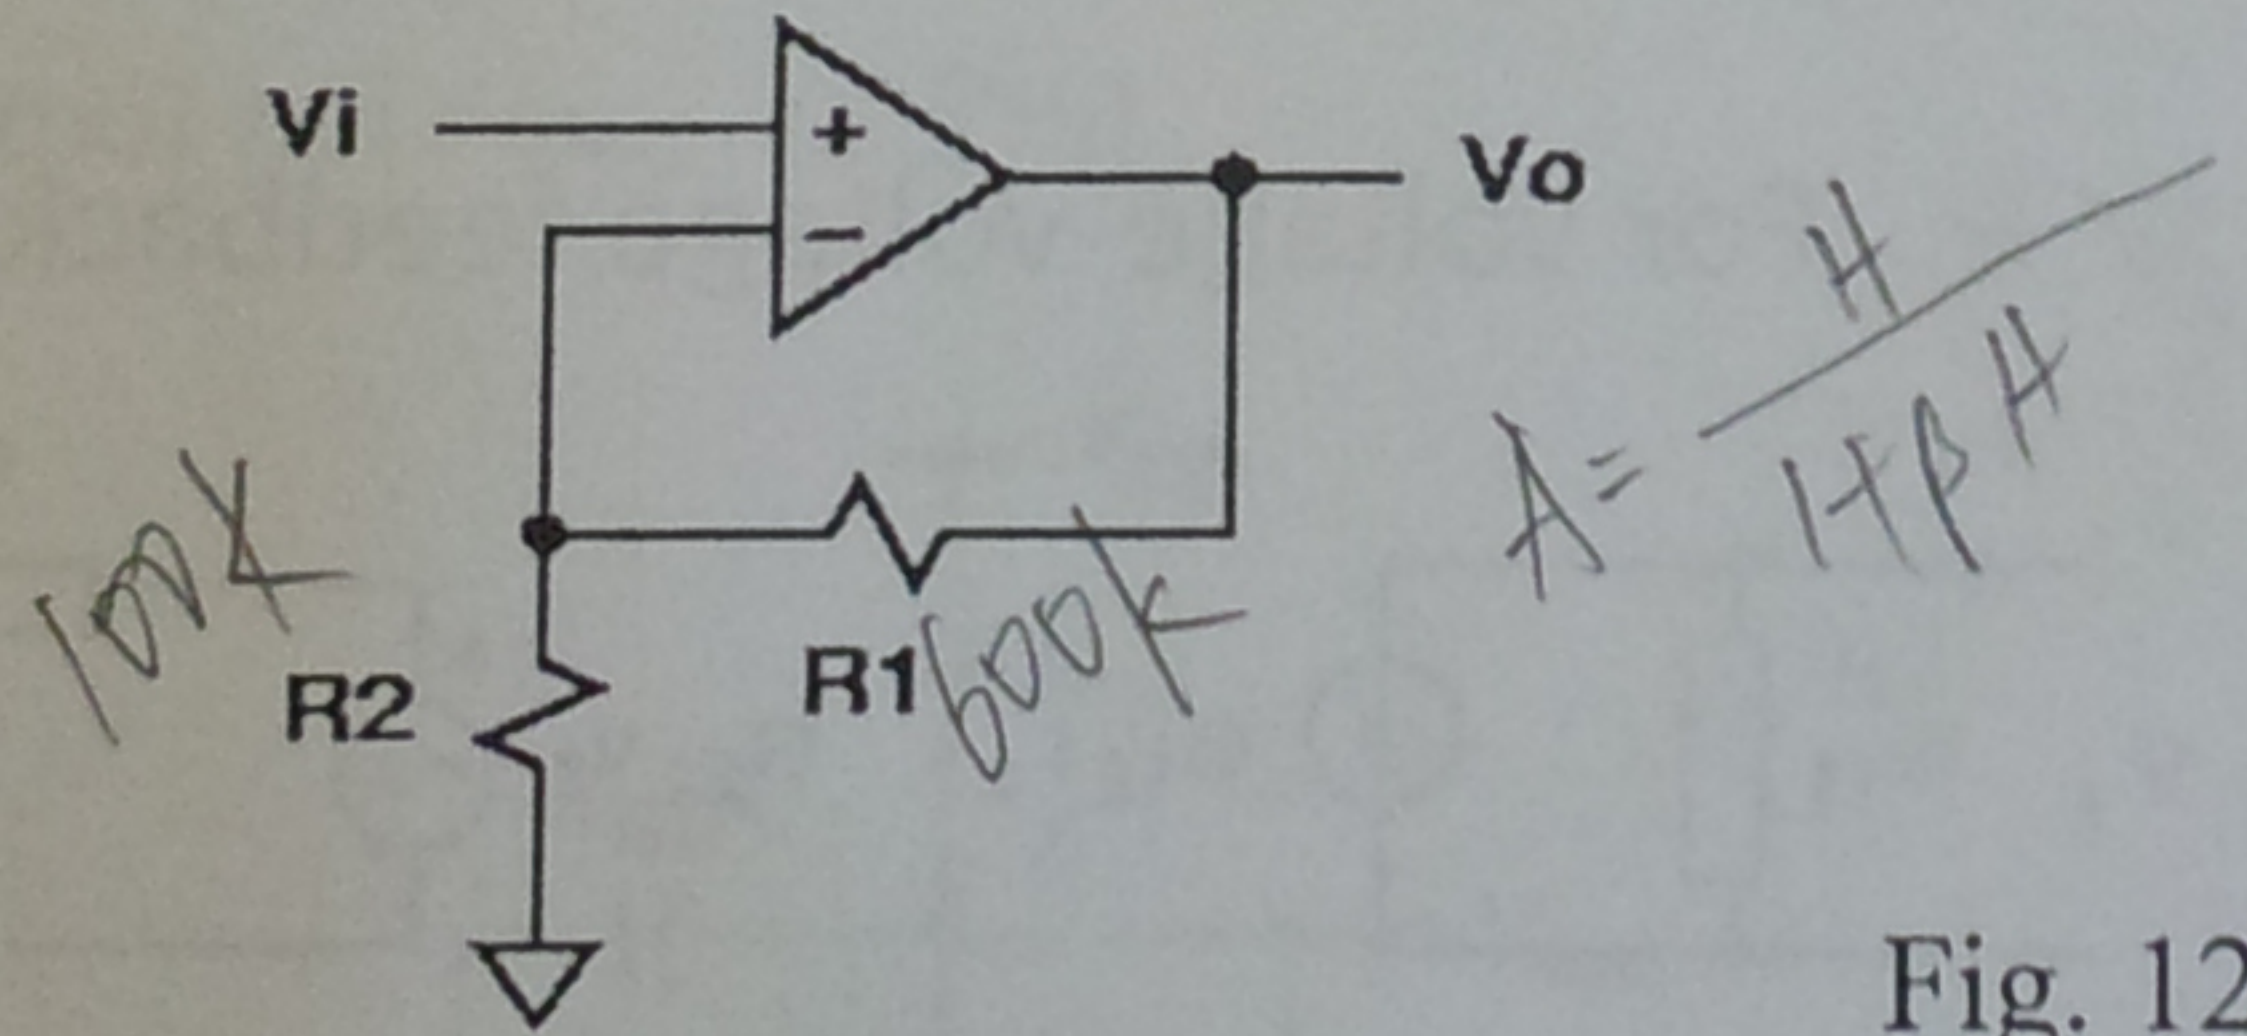 Vi
+
Vo
−
A = H / 1+βH
100K
R2
R1
600K
Fig. 12